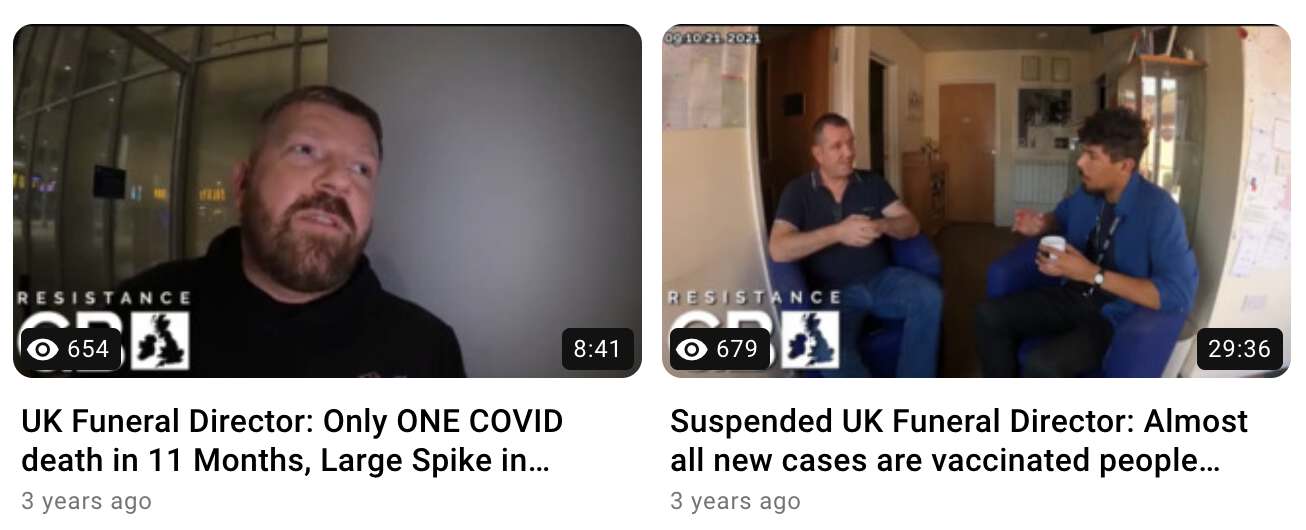 09.10.21. 2021
RESISTANCE
GB
654
8:41
RESISTANCE
GB
679
29:36
UK Funeral Director: Only ONE COVID
death in 11 Months, Large Spike in...
3 years ago
Suspended UK Funeral Director: Almost
all new cases are vaccinated people...
3 years ago